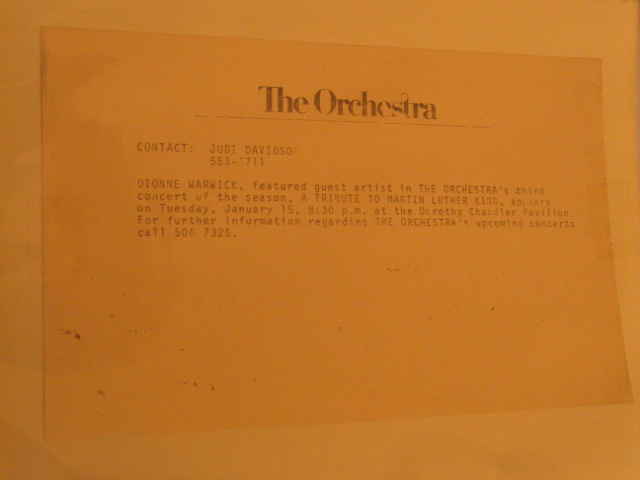 The Orchestra
CONTACT: JUDI DAVIDSON
DIONNE WARWICK, featured guest artist in THE ORCHESTRA's third
concert of the season, A TRIBUTE TO MARTIN LUTHER KING, appears
on Tuesday, January 15, 8:30 p.m. at the Dorothy Chandler Pavilion.
For further information regarding THE ORCHESTRA's upcoming concerts
call 506 7325.